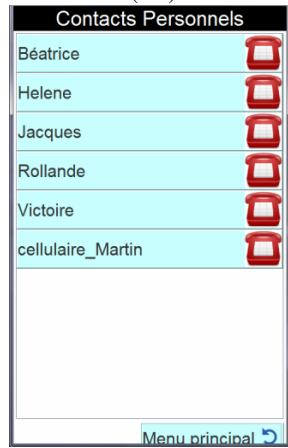 Contacts Personnels
Béatrice
Helene
Jacques
Rollande
Victoire
cellulaire_Martin
Menu principal